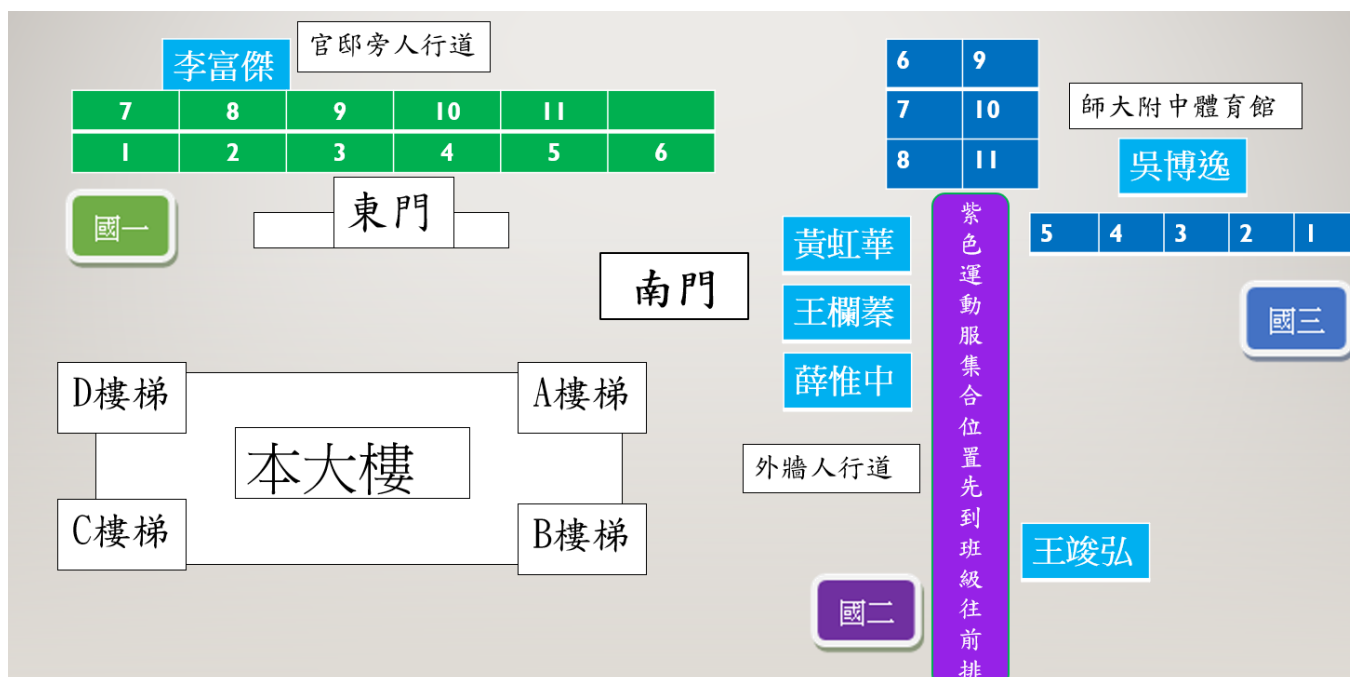 官邸旁人行道
李富傑
7 8 9 10 11
1 2 3 4 5 6
國一
東門
南門
D樓梯
A樓梯
本大樓
C樓梯
B樓梯
6 9
7 10
8 11
師大附中體育館
吳博逸
5 4 3 2 1
國三
黃虹華
王欄蓁
薛惟中
外牆人行道
紫色運動服集合位置先到班級往前排
王竣弘
國二